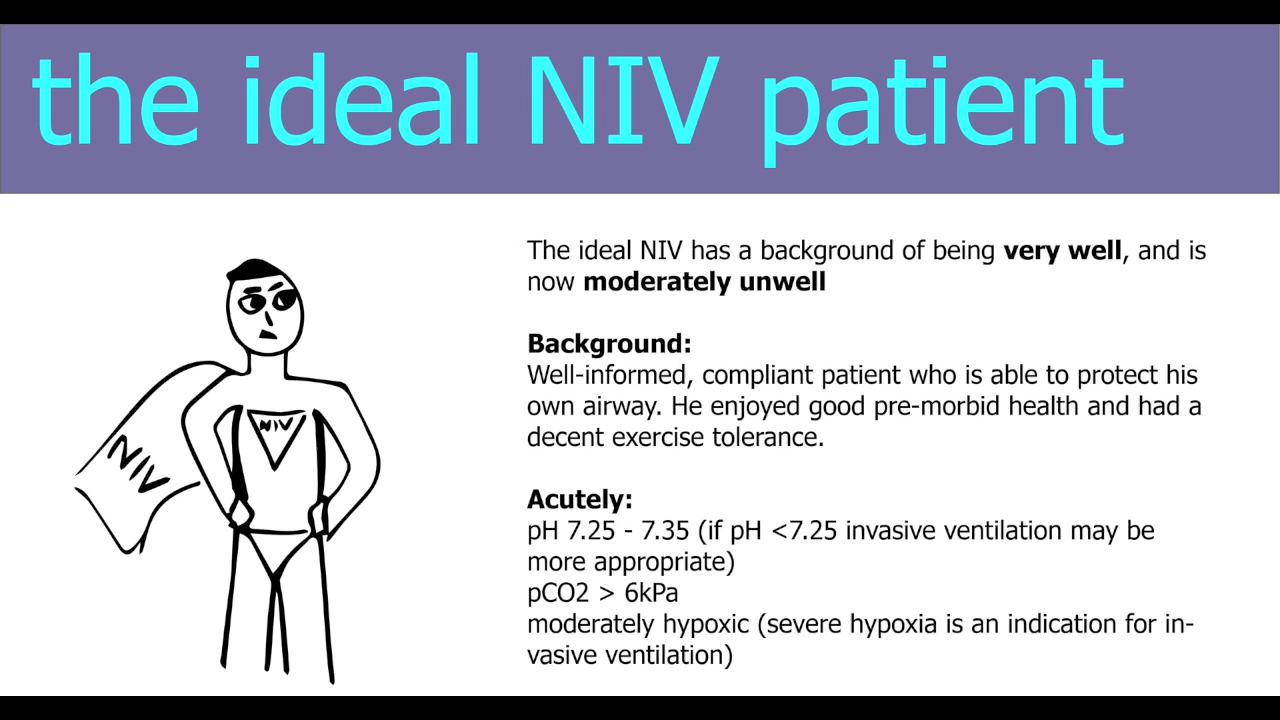 the ideal NIV patient
The ideal NIV has a background of being very well, and is
now moderately unwell
Background:
Well-informed, compliant patient who is able to protect his
own airway. He enjoyed good pre-morbid health and had a
decent exercise tolerance.
Acutely:
pH 7.25 - 7.35 (if pH <7.25 invasive ventilation may be
more appropriate)
pCO2 > 6kPa
moderately hypoxic (severe hypoxia is an indication for in-
vasive ventilation)
NIV
NIV